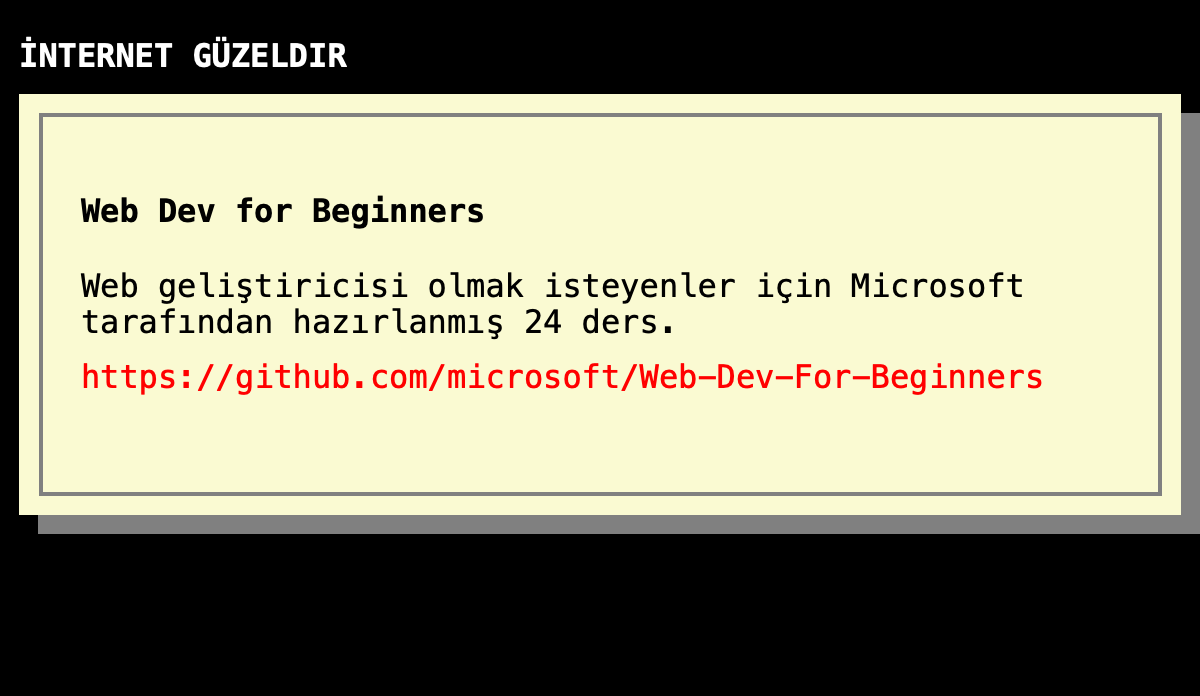 İNTERNET GÜZELDIR
Web Dev for Beginners
Web geliştiricisi olmak isteyenler için Microsoft
tarafından hazırlanmış 24 ders.
https://github.com/microsoft/Web-Dev-For-Beginners